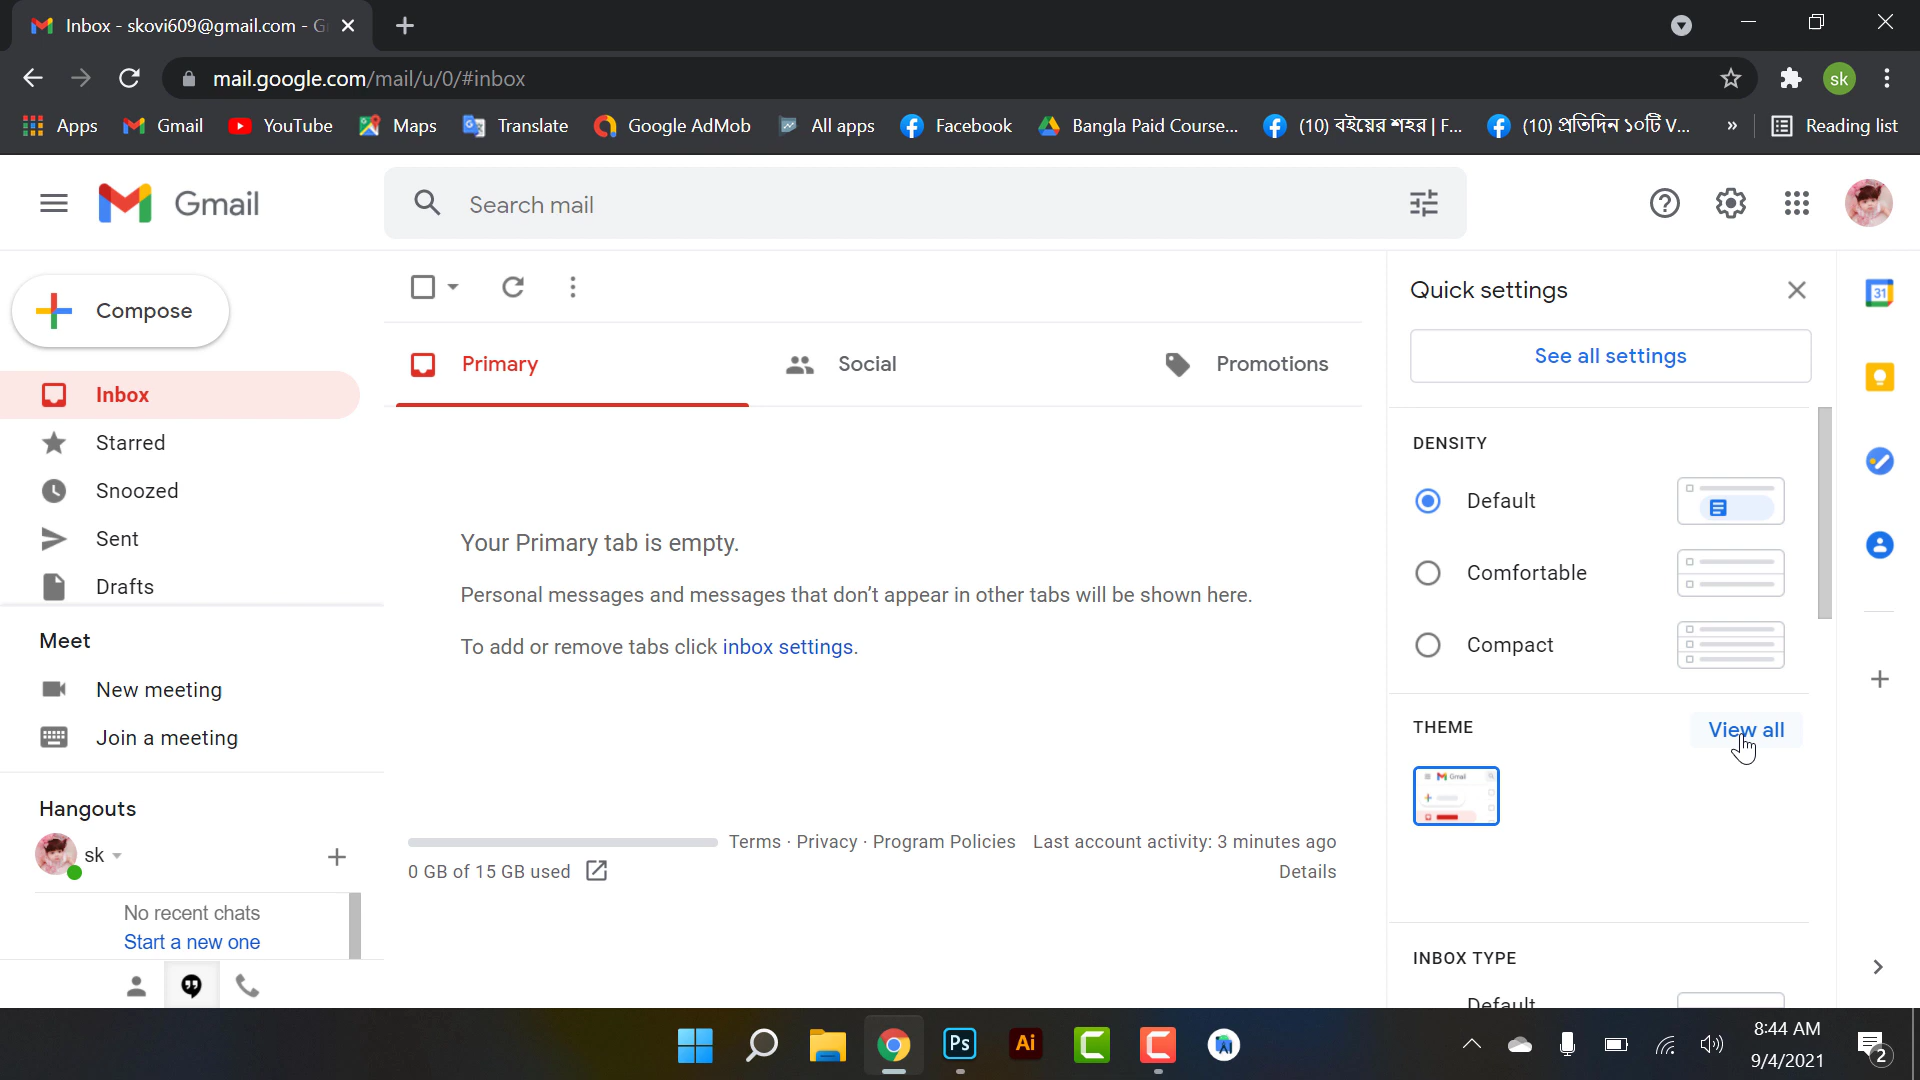 Inbox - skovi609@gmail.com - G
mail.google.com/mail/u/0/#inbox
sk
Apps Gmail YouTube Maps Translate Google AdMob All apps Facebook Bangla Paid Course... (10) বইয়ের শহর | F... (10) প্রতিদিন ১০টি V... » Reading list
Gmail
Search mail
Compose
Inbox
Starred
Snoozed
Sent
Drafts
Meet
New meeting
Join a meeting
Hangouts
sk
No recent chats
Start a new one
Primary Social Promotions
Your Primary tab is empty.
Personal messages and messages that don't appear in other tabs will be shown here.
To add or remove tabs click inbox settings.
Terms · Privacy · Program Policies Last account activity: 3 minutes ago
0 GB of 15 GB used Details
Quick settings
See all settings
DENSITY
Default
Comfortable
Compact
THEME View all
Gmail
INBOX TYPE
Default
31
Ps Ai
8:44 AM
9/4/2021
2